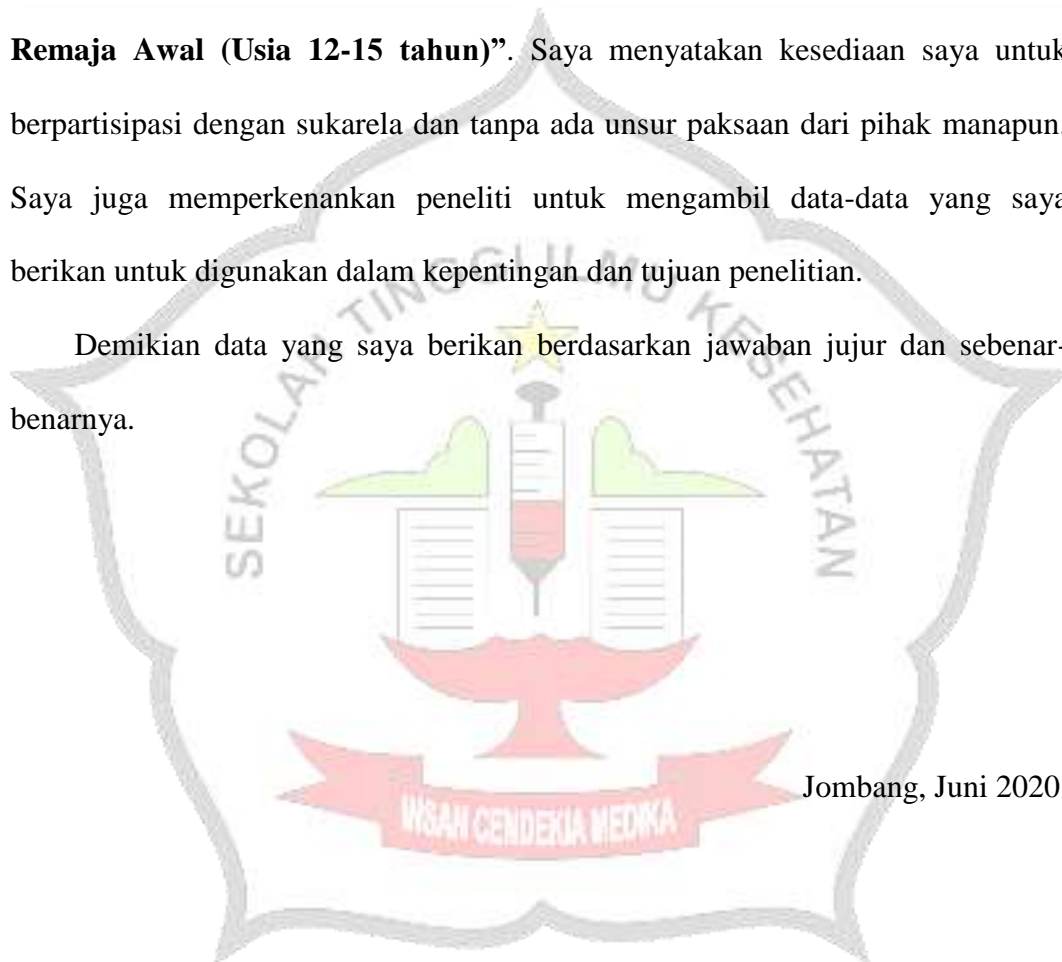 Remaja Awal (Usia 12-15 tahun)”. Saya menyatakan kesediaan saya untuk
berpartisipasi dengan sukarela dan tanpa ada unsur paksaan dari pihak manapun.
Saya juga memperkenankan peneliti untuk mengambil data-data yang saya
berikan untuk digunakan dalam kepentingan dan tujuan penelitian.
Demikian data yang saya berikan berdasarkan jawaban jujur dan sebenar-
benarnya.
SEKOLAH TINGGI ILMU KESEHATAN
INSAN CENDEKIA MEDIKA
Jombang, Juni 2020